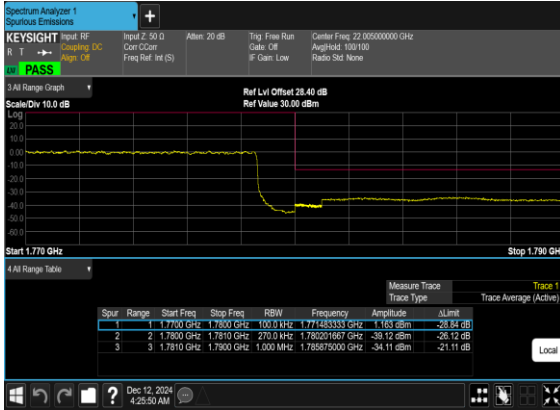 Spectrum Analyzer 1
Spurious Emissions
+
KEYSIGHT Input: RF Input Z: 50 Ω Atten: 20 dB Trig: Free Run Center Freq: 22.005000000 GHz
R T Coupling: DC Corr CCorr Gate: Off Avg|Hold: 100/100
Align: Off Freq Ref: Int (S) IF Gain: Low Radio Std: None
PASS
3 All Range Graph
Ref Lvl Offset 28.40 dB
Scale/Div 10.0 dB Ref Value 30.00 dBm
Log
20.0
10.0
0.00
-10.0
-20.0
-30.0
-40.0
-50.0
-60.0
Start 1.770 GHz Stop 1.790 GH
4 All Range Table
Measure Trace Trace 1
Trace Type Trace Average (Active)
Spur Range Start Freq Stop Freq RBW Frequency Amplitude ΔLimit
1 1 1.7700 GHz 1.7800 GHz 100.0 kHz 1.771483333 GHz 1.163 dBm -28.84 dB
2 2 1.7800 GHz 1.7810 GHz 270.0 kHz 1.780201667 GHz -39.12 dBm -26.12 dB
3 3 1.7810 GHz 1.7900 GHz 1.000 MHz 1.785875000 GHz -34.11 dBm -21.11 dB
Local
? Dec 12, 2024
4:25:50 AM